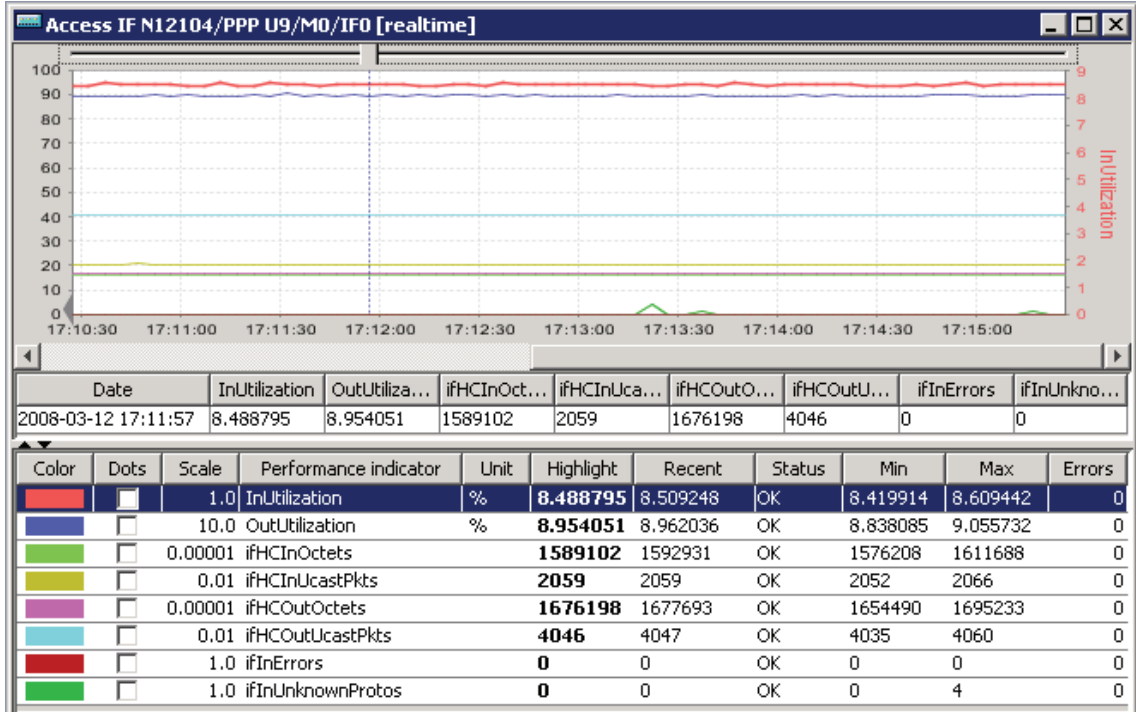 Access IF N12104/PPP U9/M0/IF0 [realtime]
100 9
90 8
80 7
70 6
60 5
50 4
40 3
30 2
20 1
10 0
0
InUtilization
17:10:30 17:11:00 17:11:30 17:12:00 17:12:30 17:13:00 17:13:30 17:14:00 17:14:30 17:15:00
Date InUtilization OutUtiliza... ifHCInOct... ifHCInUca... ifHCOutO... ifHCOutU... ifInErrors ifInUnkno...
2008-03-12 17:11:57 8.488795 8.954051 1589102 2059 1676198 4046 0 0
Color Dots Scale Performance indicator Unit Highlight Recent Status Min Max Errors
1.0 InUtilization % 8.488795 8.509248 OK 8.419914 8.609442 0
10.0 OutUtilization % 8.954051 8.962036 OK 8.838085 9.055732 0
0.00001 ifHCInOctets 1589102 1592931 OK 1576208 1611688 0
0.01 ifHCInUcastPkts 2059 2059 OK 2052 2066 0
0.00001 ifHCOutOctets 1676198 1677693 OK 1654490 1695233 0
0.01 ifHCOutUcastPkts 4046 4047 OK 4035 4060 0
1.0 ifInErrors 0 0 OK 0 0 0
1.0 ifInUnknownProtos 0 0 OK 0 4 0